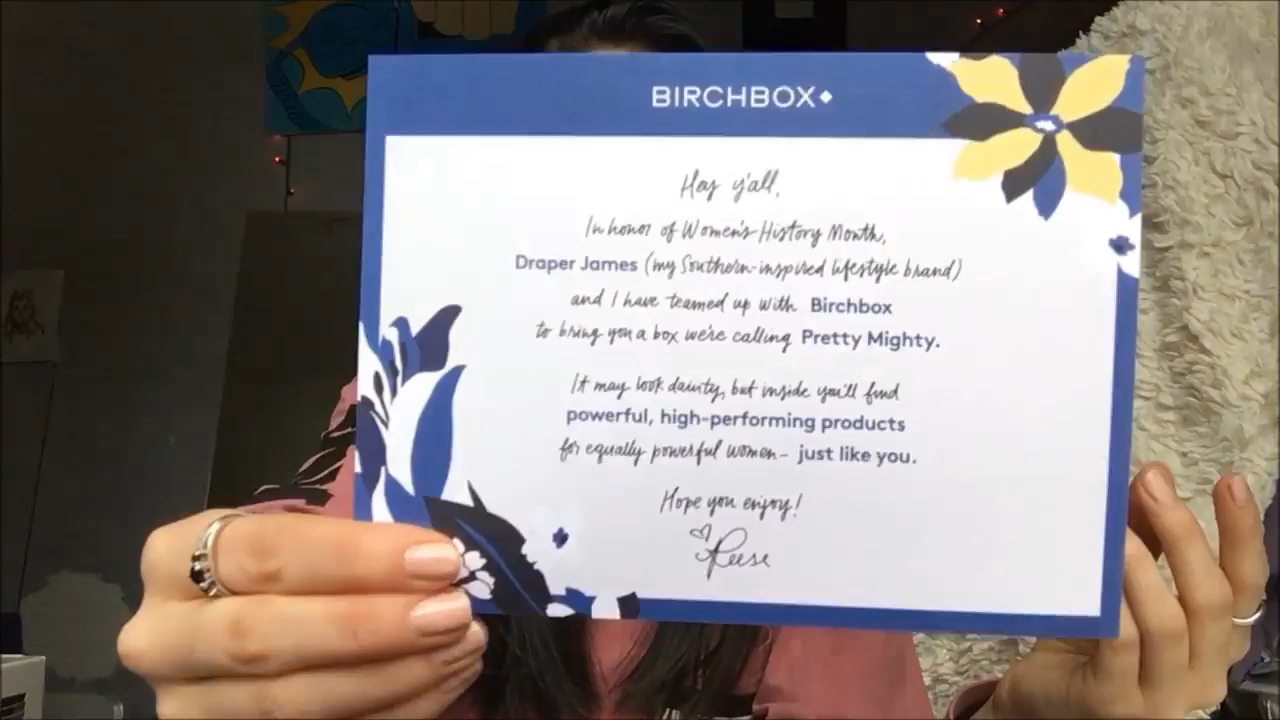 BIRCHBOX
Hey y'all,
In honor of Women's History Month,
Draper James (my Southern-inspired lifestyle brand)
and I have teamed up with Birchbox
to bring you a box we're calling Pretty Mighty.
It may look dainty, but inside you'll find
powerful, high-performing products
for equally powerful women– just like you.
Hope you enjoy!
Reese